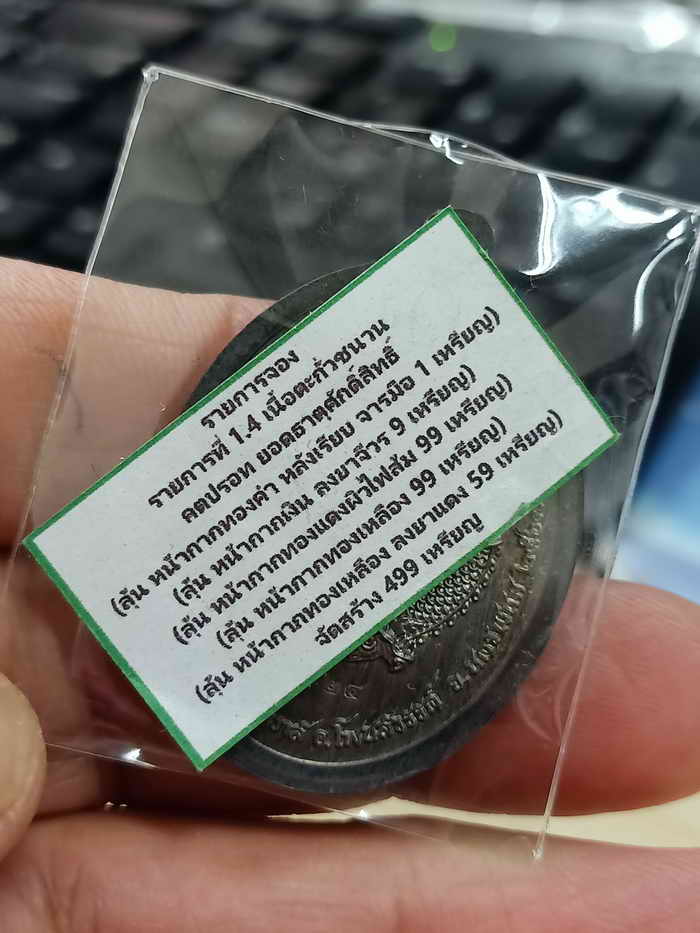 รายการจอง
รายการที่ 1.4 เนื้อตะกั่วชนวน
คตปรอท ยอดธาตุศักดิ์สิทธิ์
(ลุ้น หน้ากากทองคำ หลังเรียบ จารมือ 1 เหรียญ)
(ลุ้น หน้ากากเงิน ลงยาจีวร 9 เหรียญ)
(ลุ้น หน้ากากทองแดงผิวไฟส้ม 99 เหรียญ)
(ลุ้น หน้ากากทองเหลือง 99 เหรียญ)
(ลุ้น หน้ากากทองเหลือง ลงยาแดง 59 เหรียญ)
จัดสร้าง 499 เหรียญ